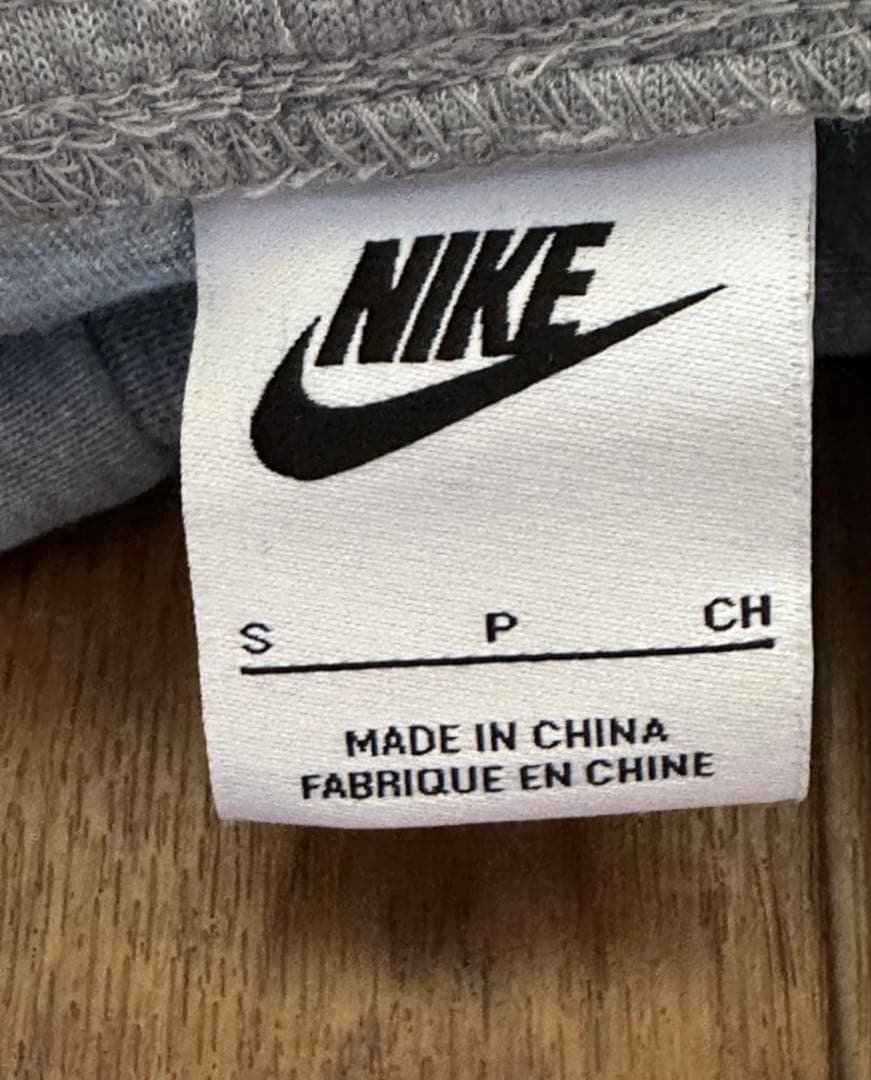 NIKE
S P CH
MADE IN CHINA
FABRIQUE EN CHINE